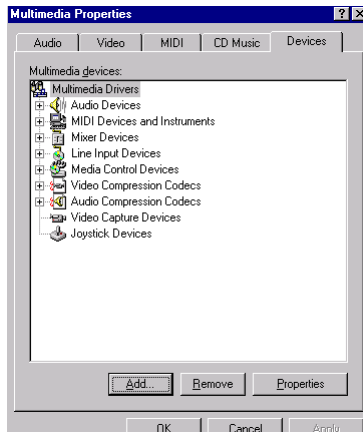 Multimedia Properties
Audio Video MIDI CD Music Devices
Multimedia devices:
Multimedia Drivers
Audio Devices
MIDI Devices and Instruments
Mixer Devices
Line Input Devices
Media Control Devices
Video Compression Codecs
Audio Compression Codecs
Video Capture Devices
Joystick Devices
Add... Remove Properties
OK Cancel Apply